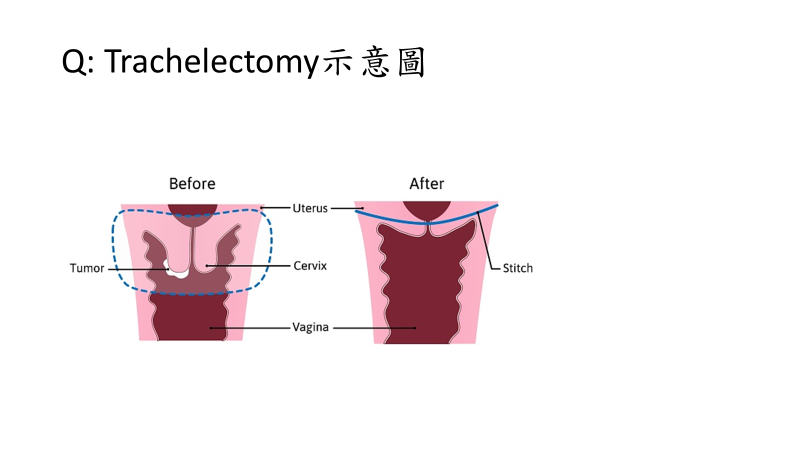 Q: Trachelectomy示意圖
Before
After
Uterus
Tumor
Cervix
Stitch
Vagina